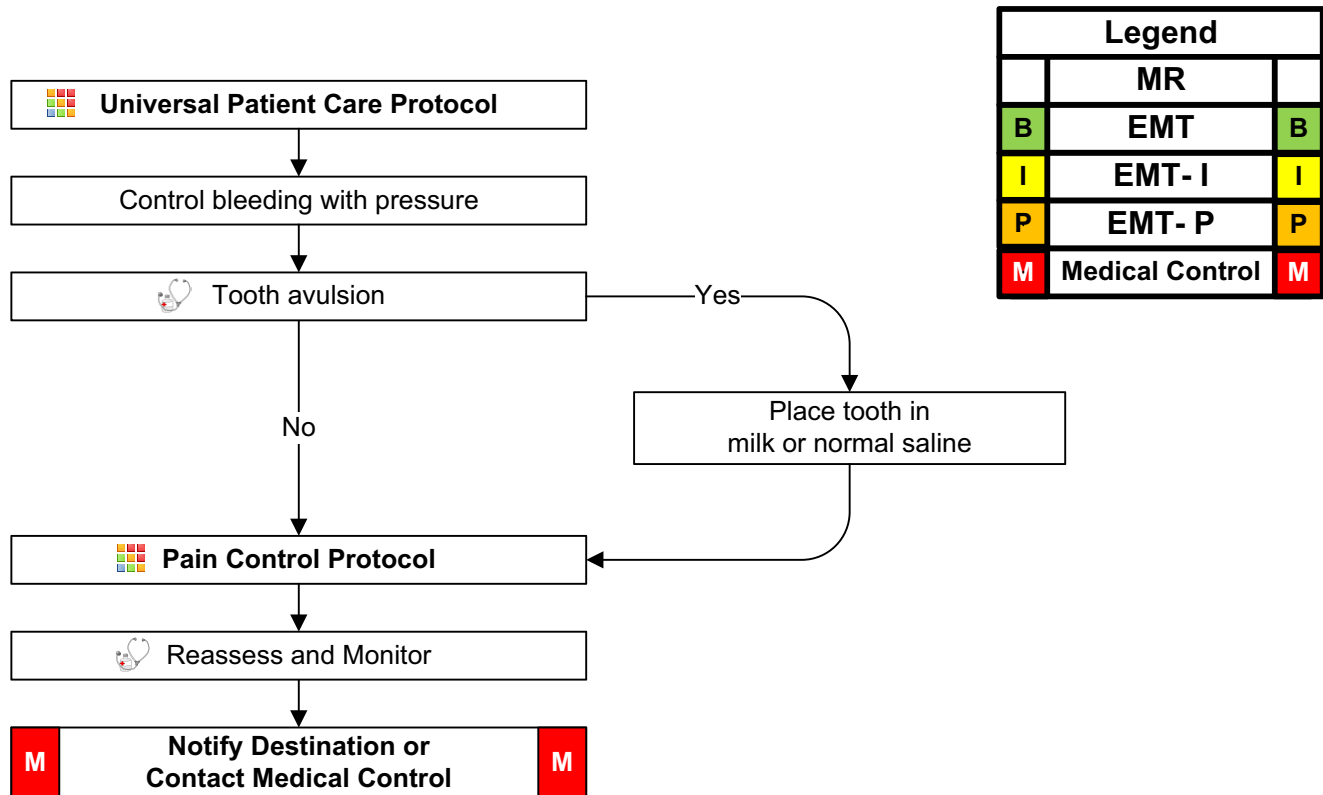 Legend
MR
B EMT B
I EMT- I I
P EMT- P P
M Medical Control M
Universal Patient Care Protocol
Control bleeding with pressure
Tooth avulsion
Yes
Place tooth in
milk or normal saline
No
Pain Control Protocol
Reassess and Monitor
M Notify Destination or M
Contact Medical Control